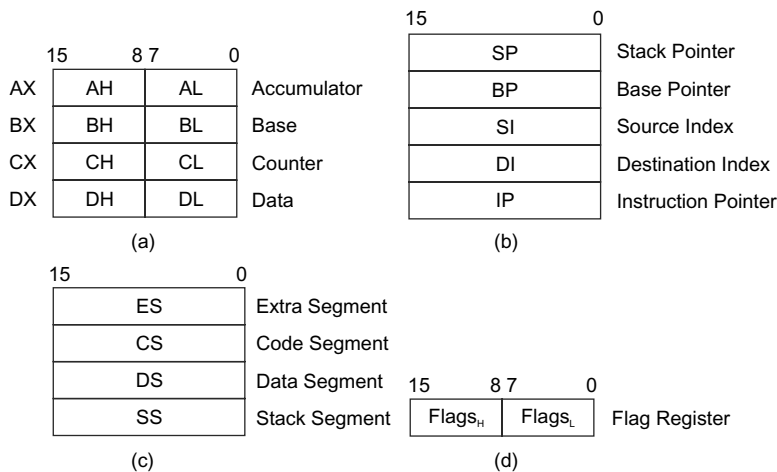 15 8 7 0
AX AH AL Accumulator
BX BH BL Base
CX CH CL Counter
DX DH DL Data
(a)
15 0
SP Stack Pointer
BP Base Pointer
SI Source Index
DI Destination Index
IP Instruction Pointer
(b)
15 0
ES Extra Segment
CS Code Segment
DS Data Segment
SS Stack Segment
(c)
15 8 7 0
Flags_H Flags_L Flag Register
(d)